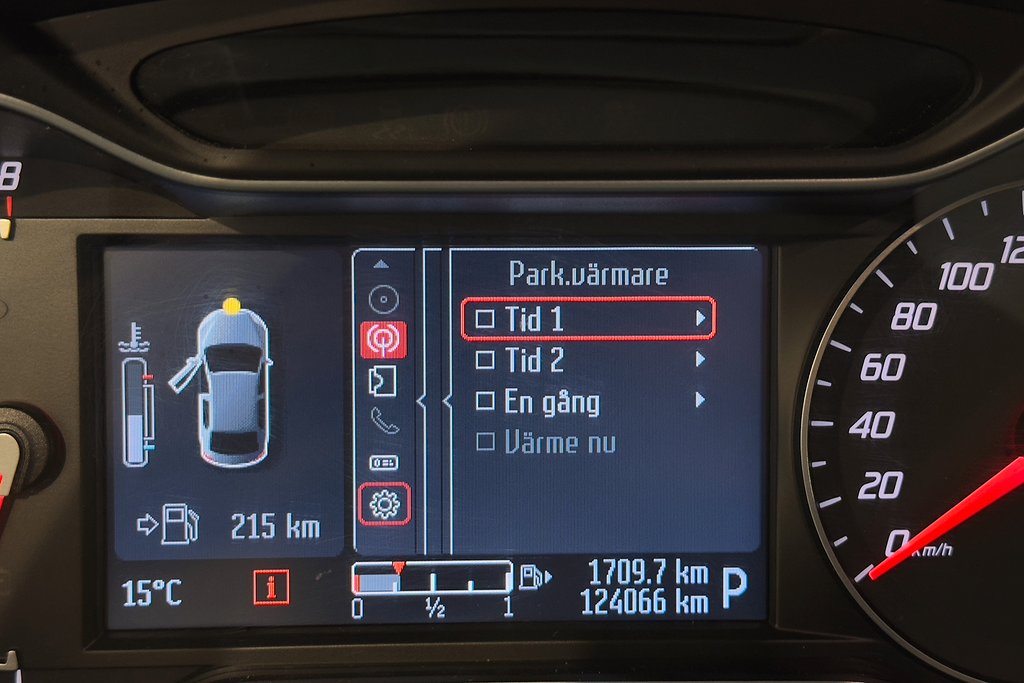 8
Park.värmare
Tid 1
Tid 2
En gång
Värme nu
215 km
15°C
i
0 ½ 1
1709.7 km
124066 km
P
100
80
60
40
20
0 km/h